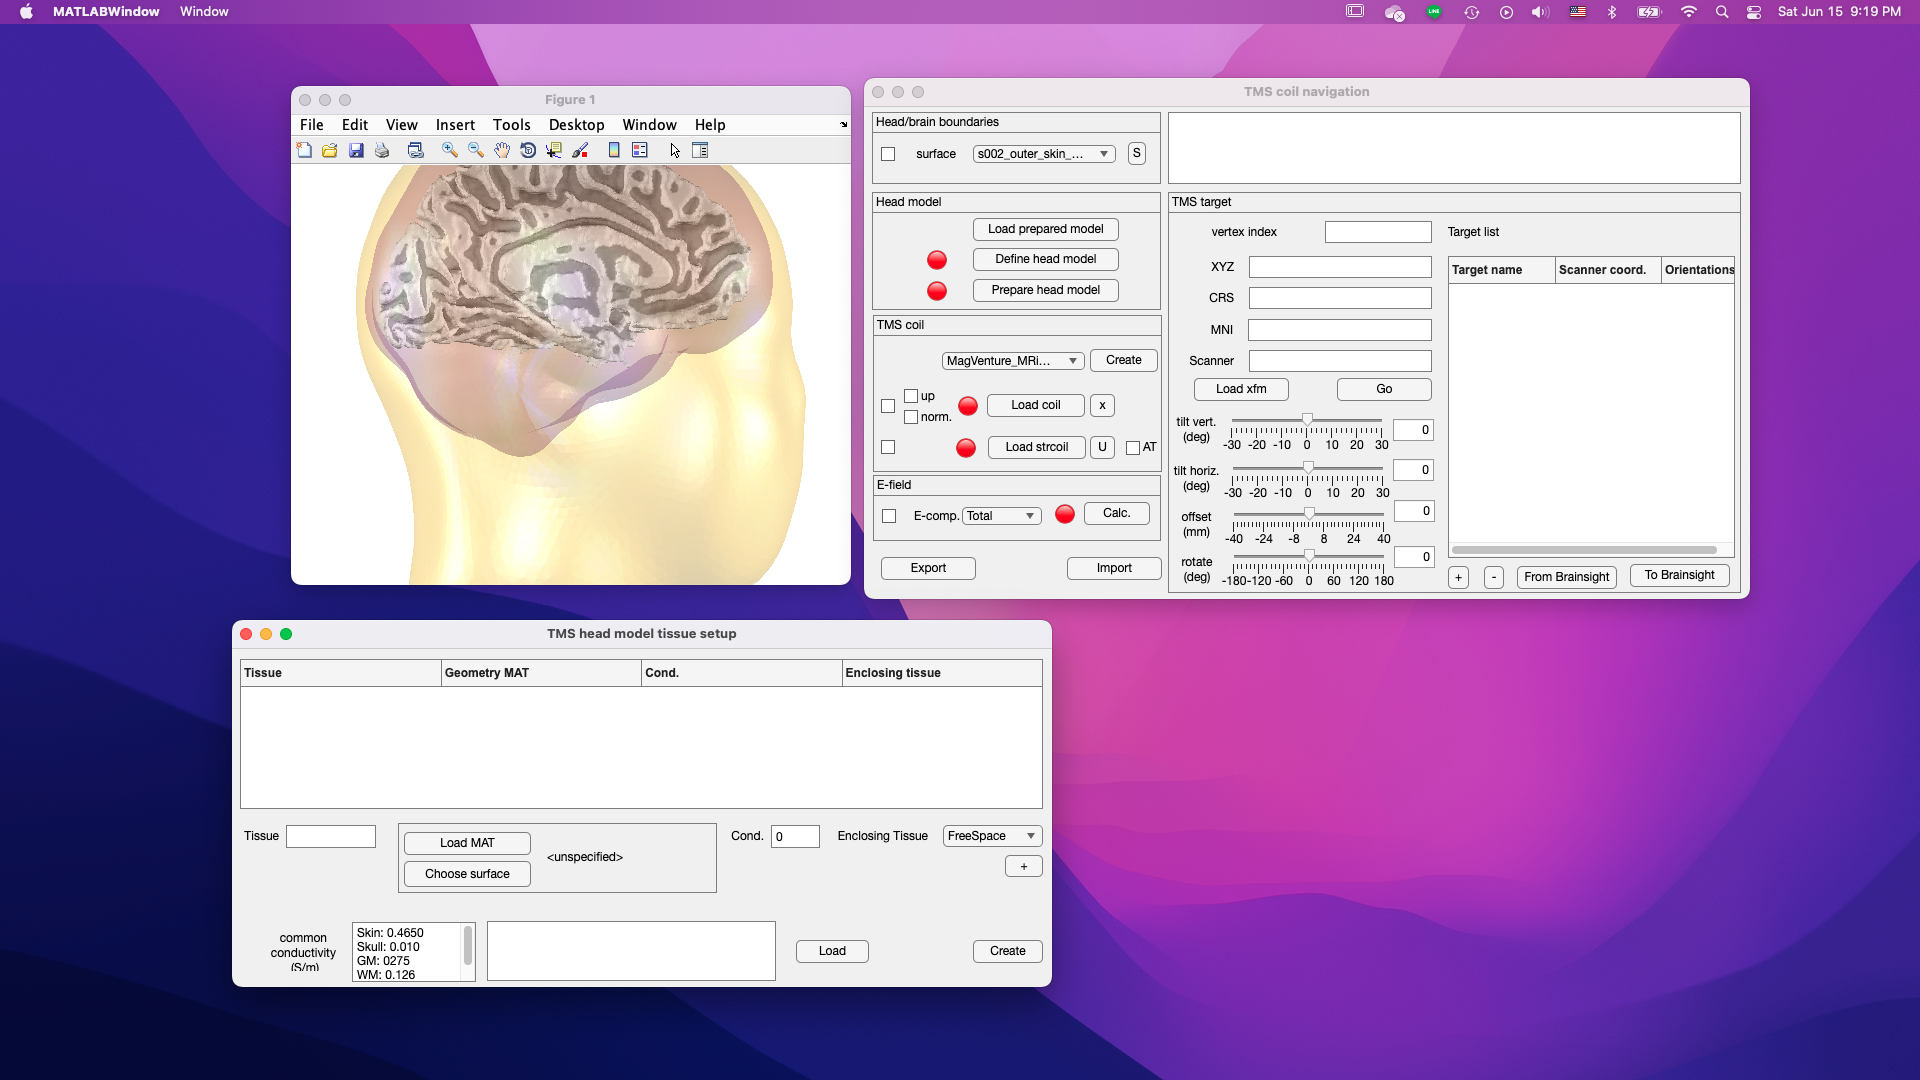 MATLABWindow Window
LINE
Sat Jun 15 9:19 PM
Figure 1
File Edit View Insert Tools Desktop Window Help
TMS coil navigation
Head/brain boundaries
surface s002_outer_skin_... S
Head model
Load prepared model
Define head model
Prepare head model
TMS coil
MagVenture_MRi... Create
up
norm.
Load coil x
Load strcoil U AT
E-field
E-comp. Total Calc.
Export Import
TMS target
vertex index
XYZ
CRS
MNI
Scanner
Load xfm Go
tilt vert.
(deg)
-30 -20 -10 0 10 20 30
0
tilt horiz.
(deg)
-30 -20 -10 0 10 20 30
0
offset
(mm)
-40 -24 -8 8 24 40
0
rotate
(deg)
-180 -120 -60 0 60 120 180
0
Target list
Target name Scanner coord. Orientations
+ - From Brainsight To Brainsight
TMS head model tissue setup
Tissue Geometry MAT Cond. Enclosing tissue
Tissue
Load MAT
Choose surface
<unspecified>
Cond. 0 Enclosing Tissue FreeSpace
+
common
conductivity
(S/m)
Skin: 0.4650
Skull: 0.010
GM: 0275
WM: 0.126
Load Create